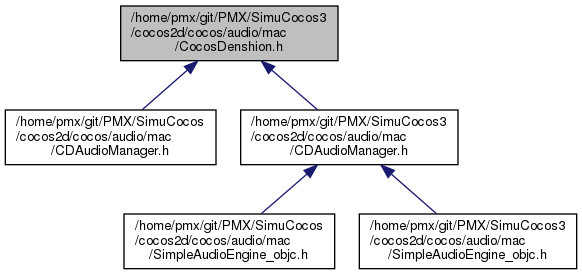 /home/pmx/git/PMX/SimuCocos3
/cocos2d/cocos/audio/mac
/CocosDenshion.h
/home/pmx/git/PMX/SimuCocos
/cocos2d/cocos/audio/mac
/CDAudioManager.h
/home/pmx/git/PMX/SimuCocos3
/cocos2d/cocos/audio/mac
/CDAudioManager.h
/home/pmx/git/PMX/SimuCocos
/cocos2d/cocos/audio/mac
/SimpleAudioEngine_objc.h
/home/pmx/git/PMX/SimuCocos3
/cocos2d/cocos/audio/mac
/SimpleAudioEngine_objc.h